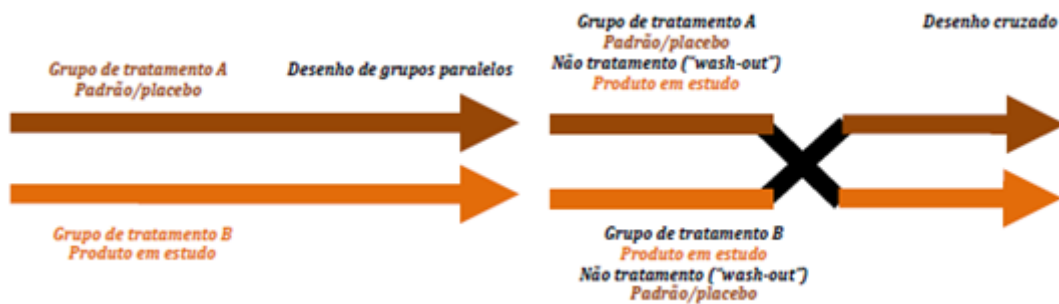 Grupo de tratamento A
Padrão/placebo
Desenho de grupos paralelos
Grupo de tratamento B
Produto em estudo
Grupo de tratamento A
Padrão/placebo
Não tratamento ("wash-out")
Produto em estudo
Desenho cruzado
Grupo de tratamento B
Produto em estudo
Não tratamento ("wash-out")
Padrão/placebo